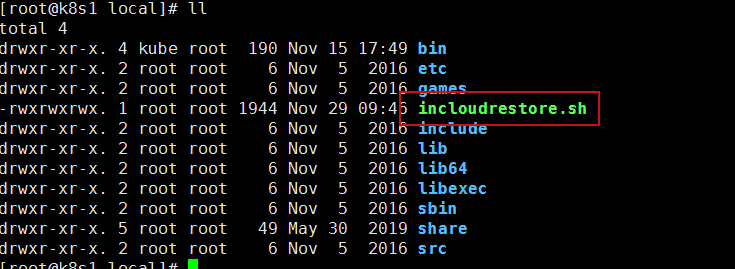 [root@k8s1 local]# ll
total 4
drwxr-xr-x. 4 kube root  190 Nov 15 17:49 bin
drwxr-xr-x. 2 root root    6 Nov  5  2016 etc
drwxr-xr-x. 2 root root    6 Nov  5  2016 games
-rwxrwxrwx. 1 root root 1944 Nov 29 09:45 incloudrestore.sh
drwxr-xr-x. 2 root root    6 Nov  5  2016 include
drwxr-xr-x. 2 root root    6 Nov  5  2016 lib
drwxr-xr-x. 2 root root    6 Nov  5  2016 lib64
drwxr-xr-x. 2 root root    6 Nov  5  2016 libexec
drwxr-xr-x. 2 root root    6 Nov  5  2016 sbin
drwxr-xr-x. 5 root root   49 May 30  2019 share
drwxr-xr-x. 2 root root    6 Nov  5  2016 src
[root@k8s1 local]#